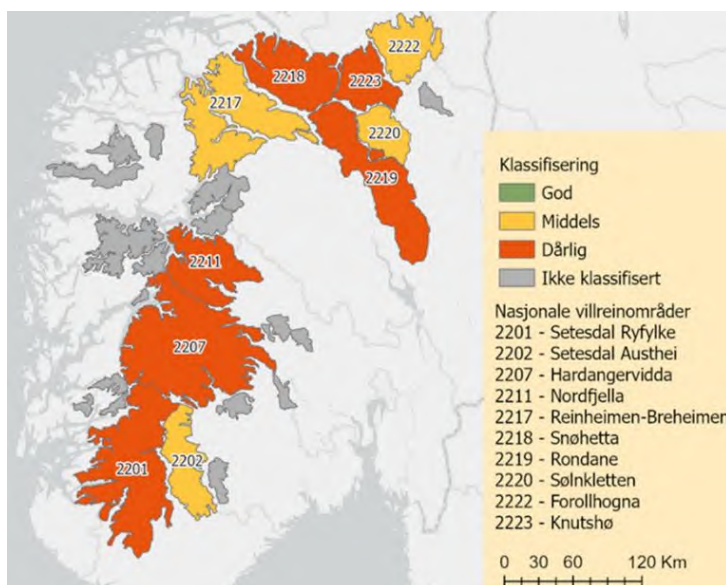 2222
2218
2223
2217
2220
2219
2211
2207
2201
2202
Klassifisering
God
Middels
Dårlig
Ikke klassifisert
Nasjonale villreinområder
2201 - Setesdal Ryfylke
2202 - Setesdal Austhei
2207 - Hardangervidda
2211 - Nordfjella
2217 - Reinheimen-Breheimen
2218 - Snøhetta
2219 - Rondane
2220 - Sølnkletten
2222 - Forollhogna
2223 - Knutshø
0 30 60 120 Km